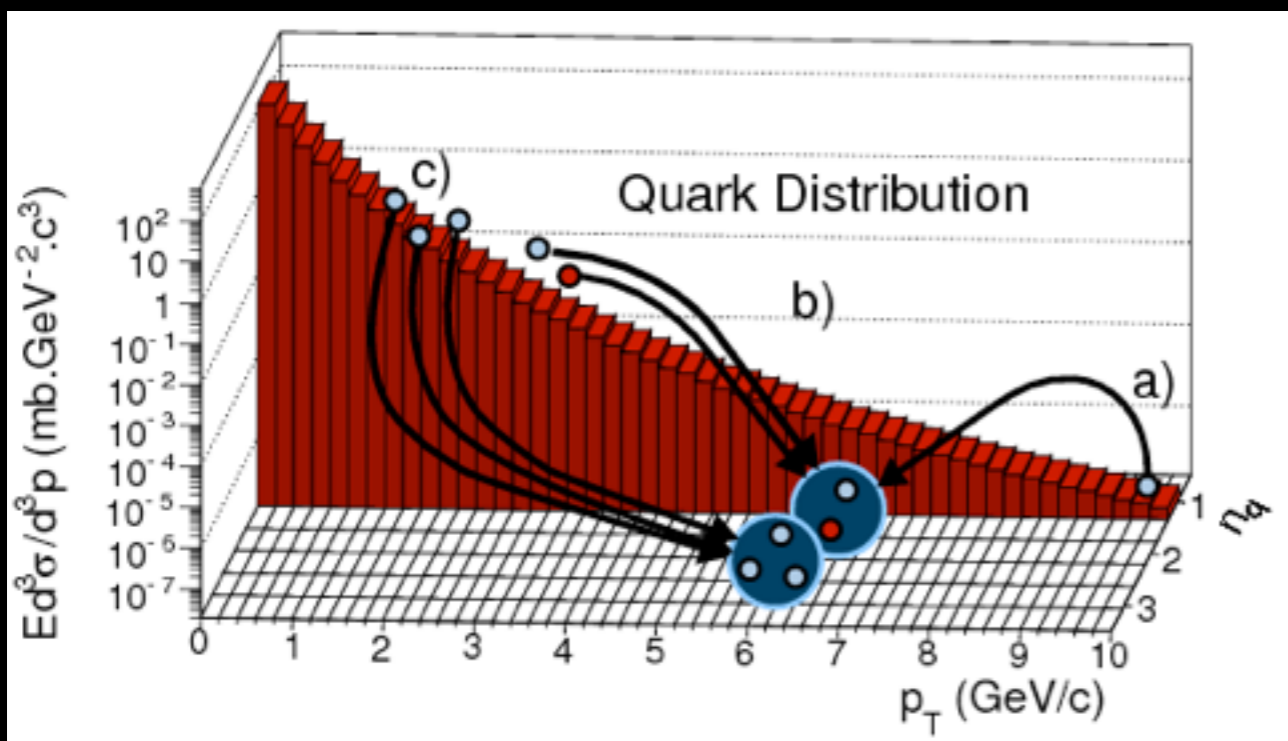 c)
Quark Distribution
b)
a)
Ed³σ/d³p (mb.GeV⁻².c³)
10²
10
1
10⁻¹
10⁻²
10⁻³
10⁻⁴
10⁻⁵
10⁻⁶
10⁻⁷
0 1 2 3 4 5 6 7 8 9 10
1
2
3
n_q
p_T (GeV/c)